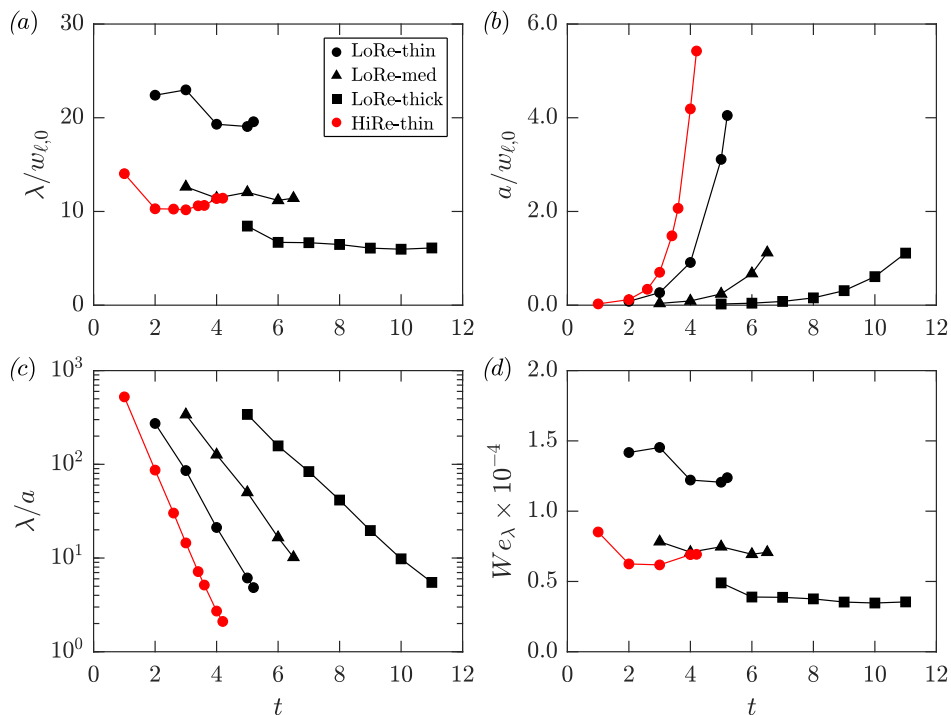 (a)
30
20
10
0
λ/w_{ℓ,0}
0 2 4 6 8 10 12
LoRe-thin
LoRe-med
LoRe-thick
HiRe-thin
(b)
6.0
4.0
2.0
0.0
a/w_{ℓ,0}
0 2 4 6 8 10 12
(c)
10^3
10^2
10^1
10^0
λ/a
0 2 4 6 8 10 12
t
(d)
2.0
1.5
1.0
0.5
0.0
We_λ × 10^{-4}
0 2 4 6 8 10 12
t